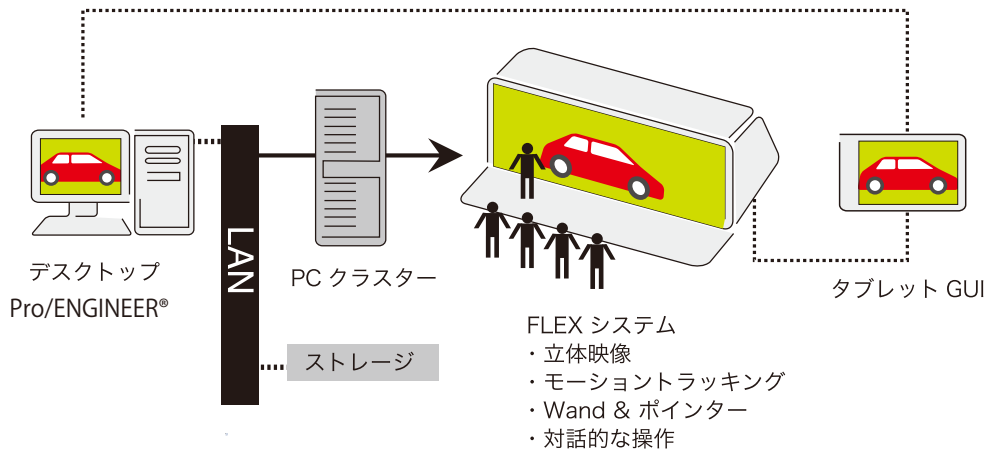 デスクトップ
Pro/ENGINEER®
LAN
PC クラスター
ストレージ
FLEX システム
・立体映像
・モーショントラッキング
・Wand & ポインター
・対話的な操作
タブレット GUI